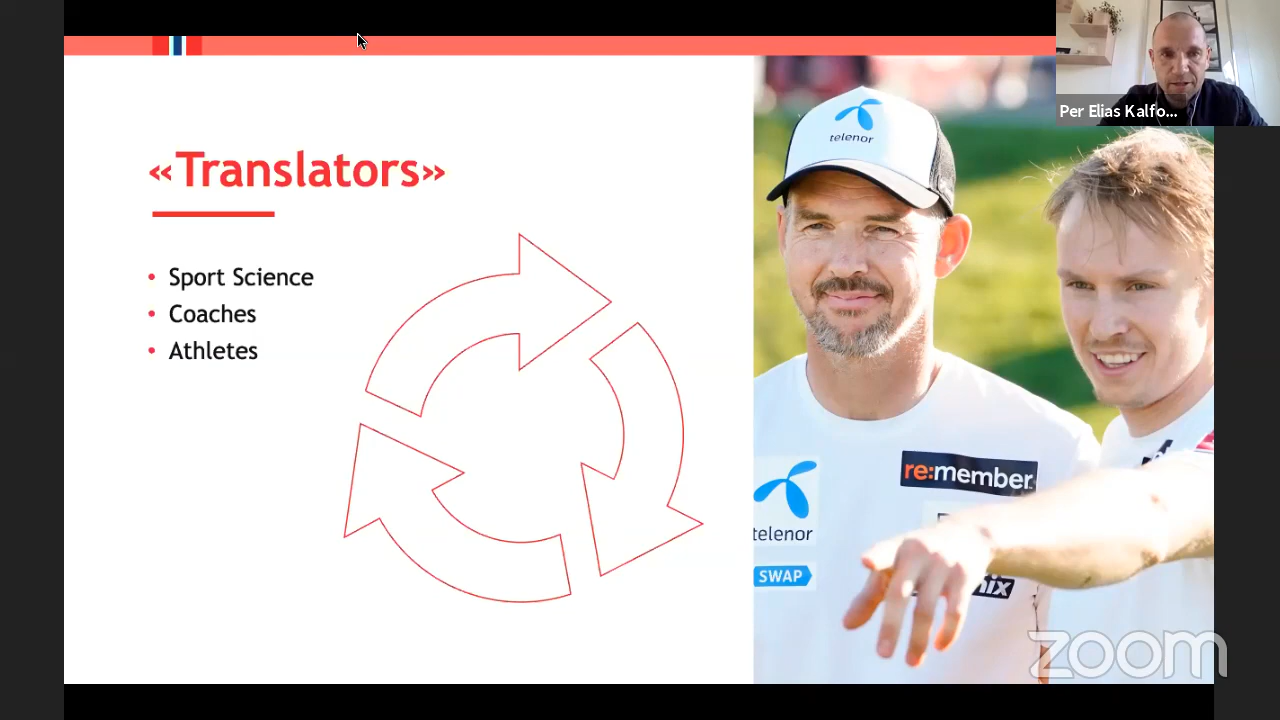 Per Elias Kalfo...
«Translators»
• Sport Science
• Coaches
• Athletes
telenor
re:member
telenor
SWAP
zoom